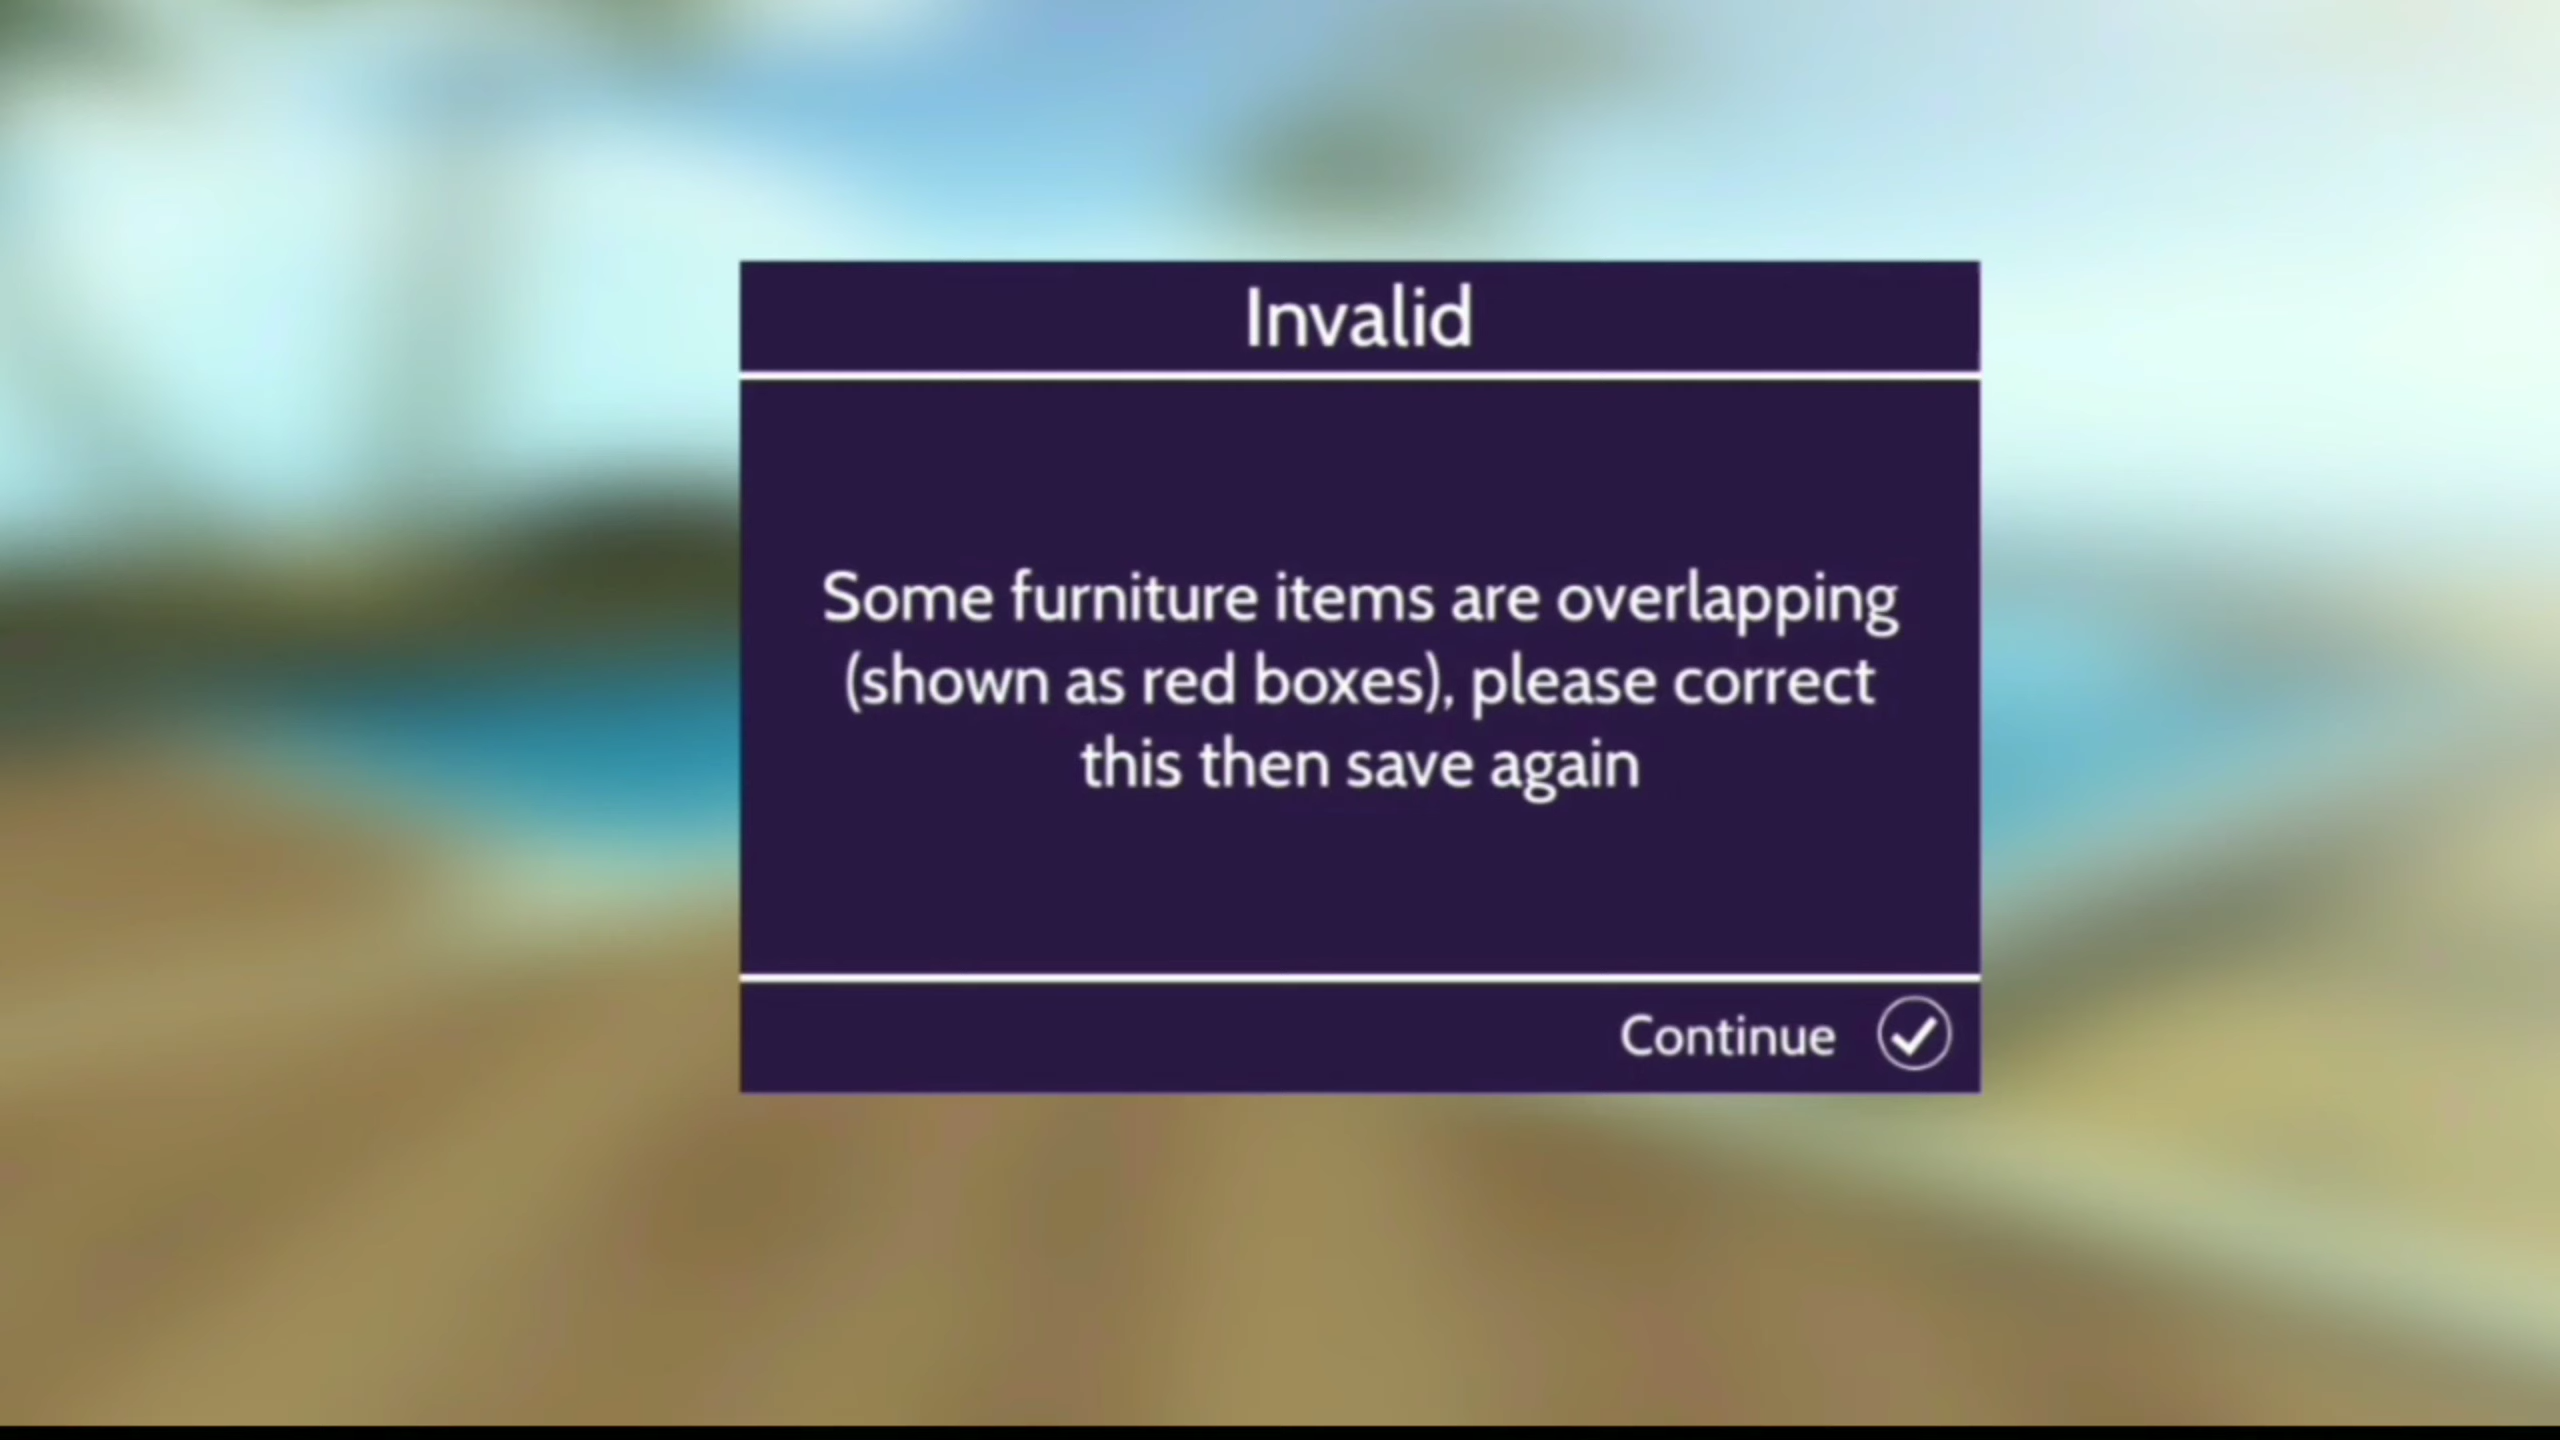 Invalid
Some furniture items are overlapping
(shown as red boxes), please correct
this then save again
Continue